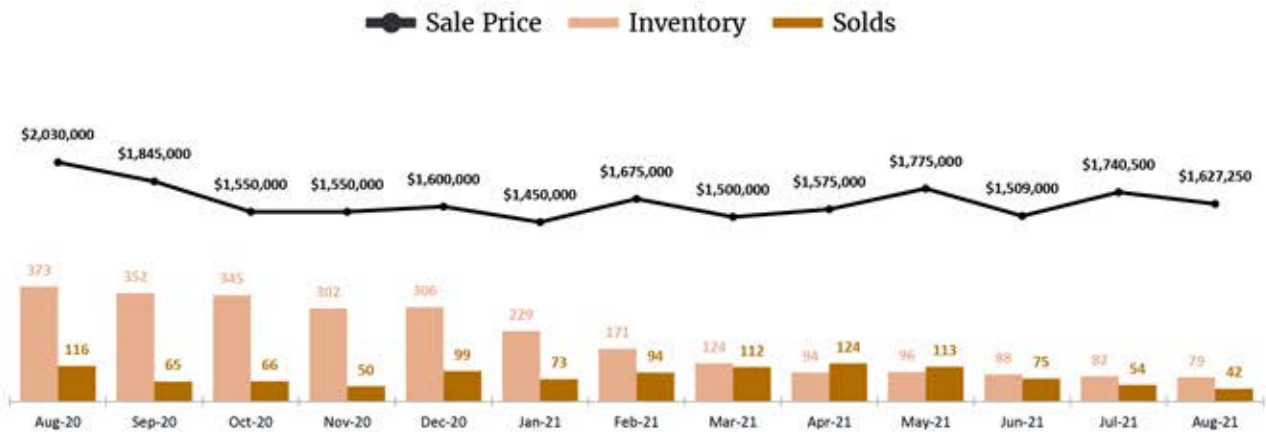 Sale Price Inventory Solds
$2,030,000 $1,845,000 $1,550,000 $1,550,000 $1,600,000 $1,450,000 $1,675,000 $1,500,000 $1,575,000 $1,775,000 $1,509,000 $1,740,500 $1,627,250
373 352 345 302 306 229 171 124 94 96 88 82 79
116 65 66 50 99 73 94 112 124 113 75 54 42
Aug-20 Sep-20 Oct-20 Nov-20 Dec-20 Jan-21 Feb-21 Mar-21 Apr-21 May-21 Jun-21 Jul-21 Aug-21